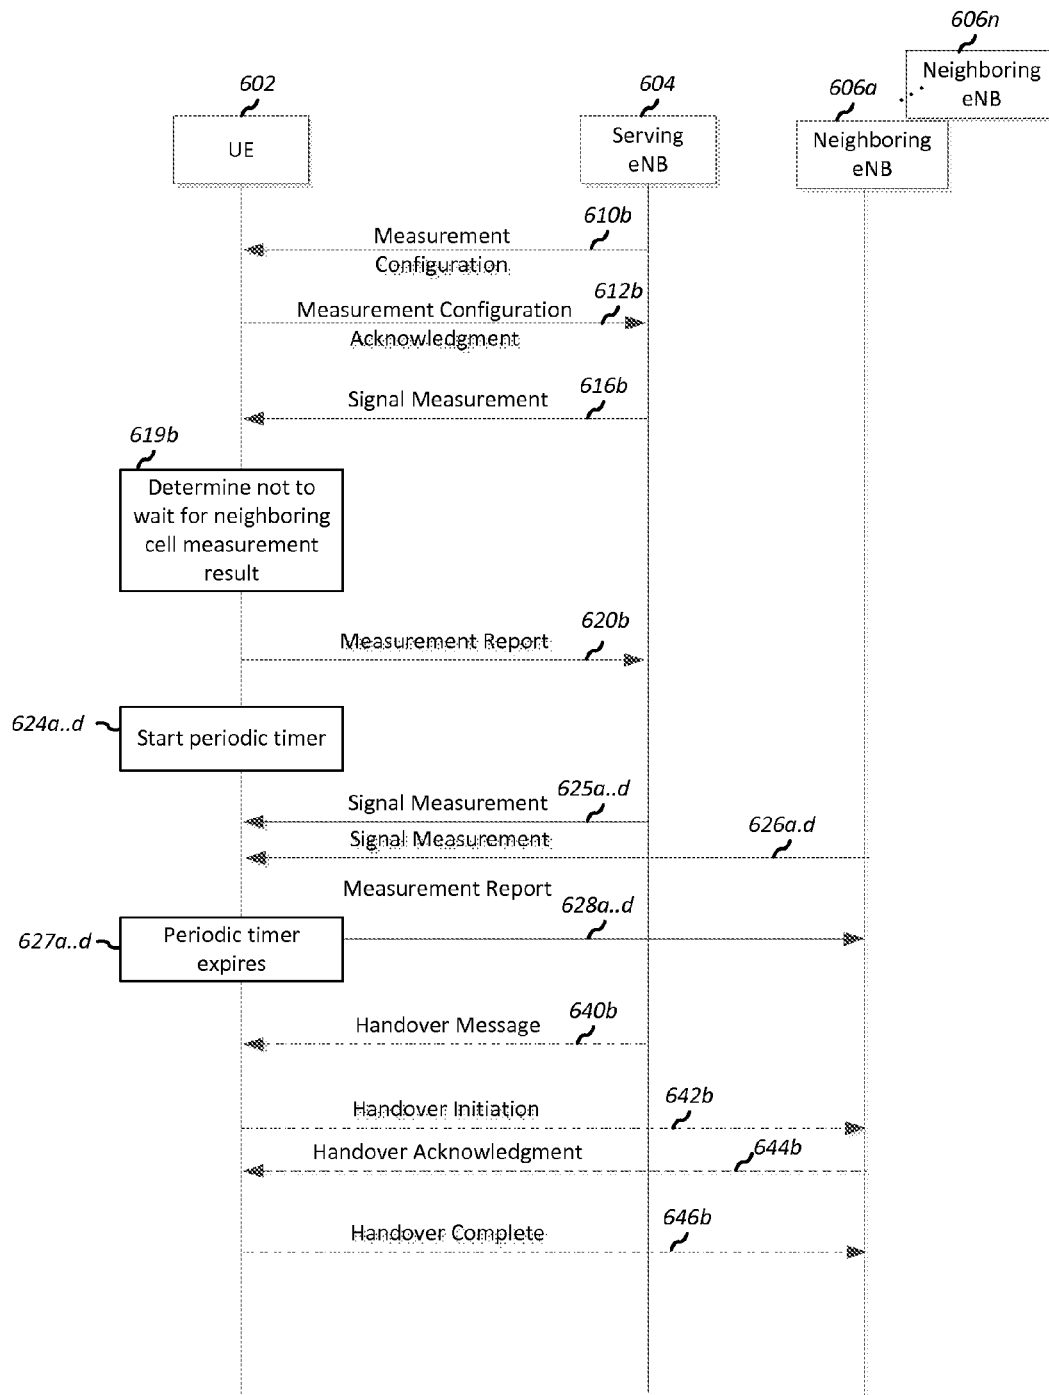 606n
Neighboring
eNB
602
604
606a
UE
Serving
eNB
Neighboring
eNB
610b
Measurement
Configuration
612b
Measurement Configuration
Acknowledgment
616b
Signal Measurement
619b
Determine not to
wait for neighboring
cell measurement
result
620b
Measurement Report
624a..d
Start periodic timer
625a..d
Signal Measurement
626a.d
Signal Measurement
Measurement Report
628a..d
627a..d
Periodic timer
expires
640b
Handover Message
642b
Handover Initiation
644b
Handover Acknowledgment
646b
Handover Complete